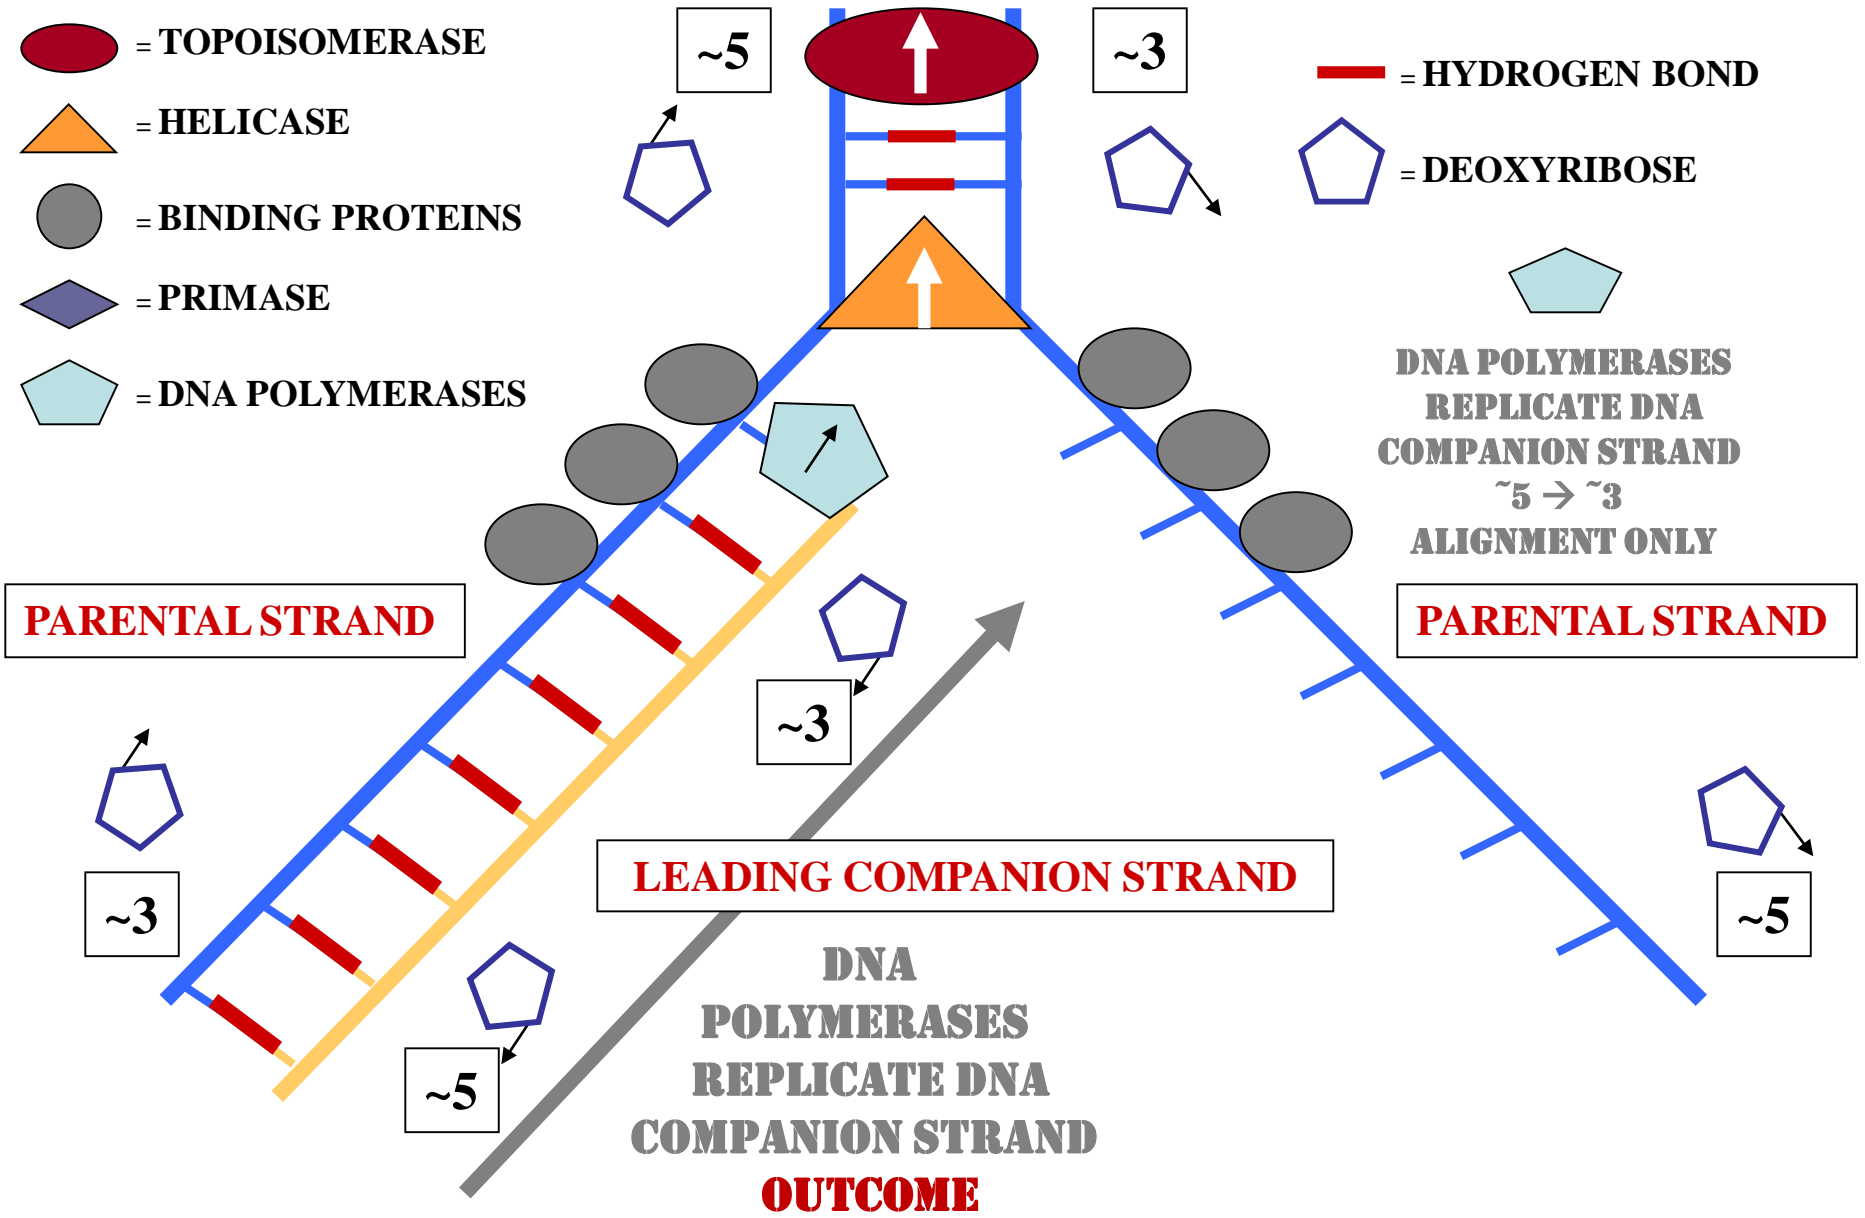 = TOPOISOMERASE
= HELICASE
= BINDING PROTEINS
= PRIMASE
= DNA POLYMERASES
~5
~3
= HYDROGEN BOND
= DEOXYRIBOSE
DNA POLYMERASES
REPLICATE DNA
COMPANION STRAND
~5 → ~3
ALIGNMENT ONLY
PARENTAL STRAND
PARENTAL STRAND
~3
~3
~5
LEADING COMPANION STRAND
~5
DNA
POLYMERASES
REPLICATE DNA
COMPANION STRAND
OUTCOME